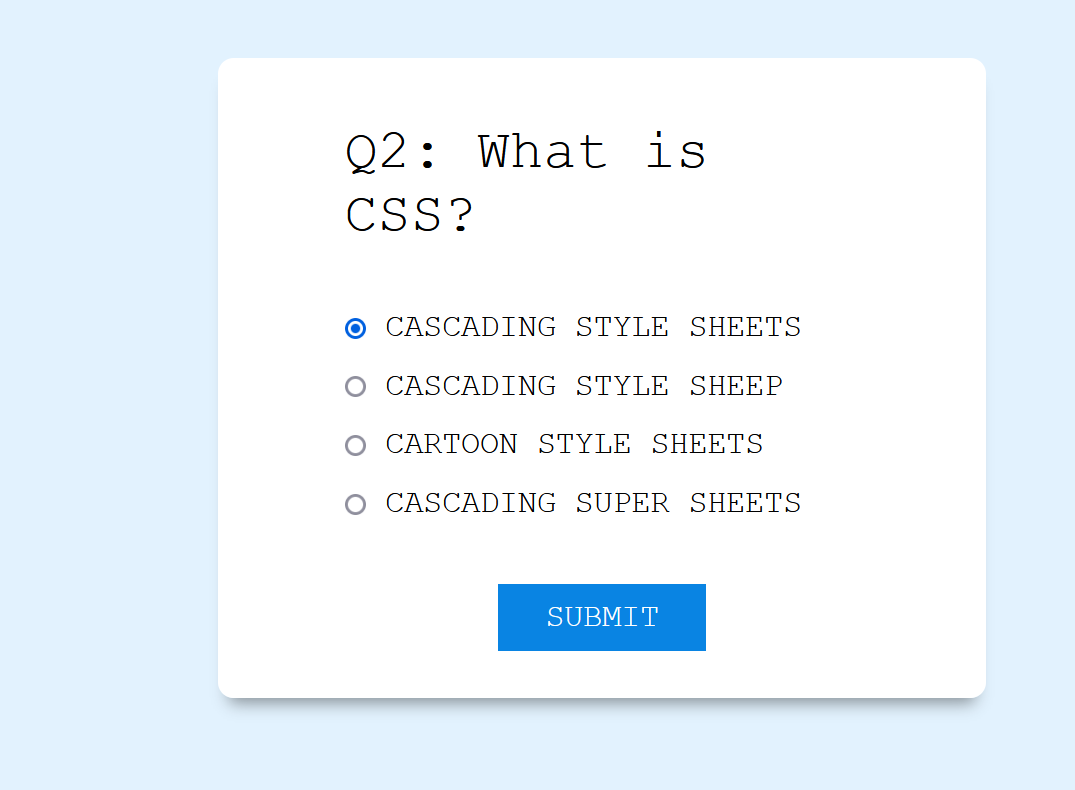 Q2: What is
CSS?
CASCADING STYLE SHEETS
CASCADING STYLE SHEEP
CARTOON STYLE SHEETS
CASCADING SUPER SHEETS
SUBMIT